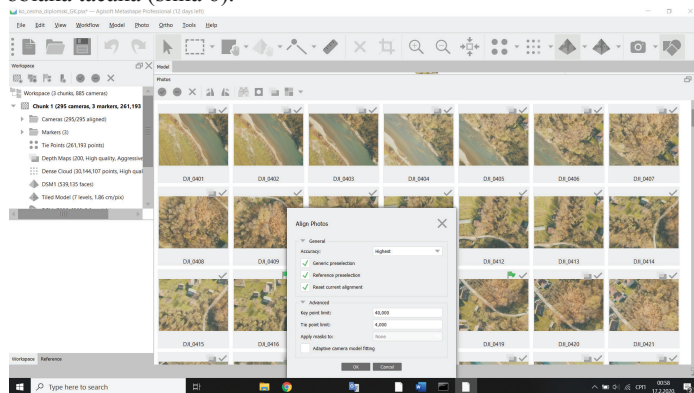 kc.zasma_diplomski_GK.psx* — Agisoft Metashape Professional (12 days left)
File Edit View Workflow Model Photo Ortho Tools Help
Workspace
Model
Photos
Workspace (3 chunks, 885 cameras)
Chunk 1 (295 cameras, 3 markers, 261,193
Cameras (295/295 aligned)
Markers (3)
Tie Points (261,193 points)
Depth Maps (200, High quality, Aggressive
Dense Cloud (30,144,107 points, High qual
DSM1 (539,135 faces)
Tiled Model (7 levels, 1.86 cm/pix)
DJI_0401 DJI_0402 DJI_0403 DJI_0404 DJI_0405 DJI_0406 DJI_0407
DJI_0408 DJI_0409 DJI_0412 DJI_0413 DJI_0414
DJI_0415 DJI_0416 DJI_0419 DJI_0420 DJI_0421
Align Photos
General
Accuracy: Highest
Generic preselection
Reference preselection
Reset current alignment
Advanced
Key point limit: 40,000
Tie point limit: 4,000
Apply masks to: None
Adaptive camera model fitting
OK Cancel
Workspace Reference
Type here to search
СРП
00:58
17.2.2020.